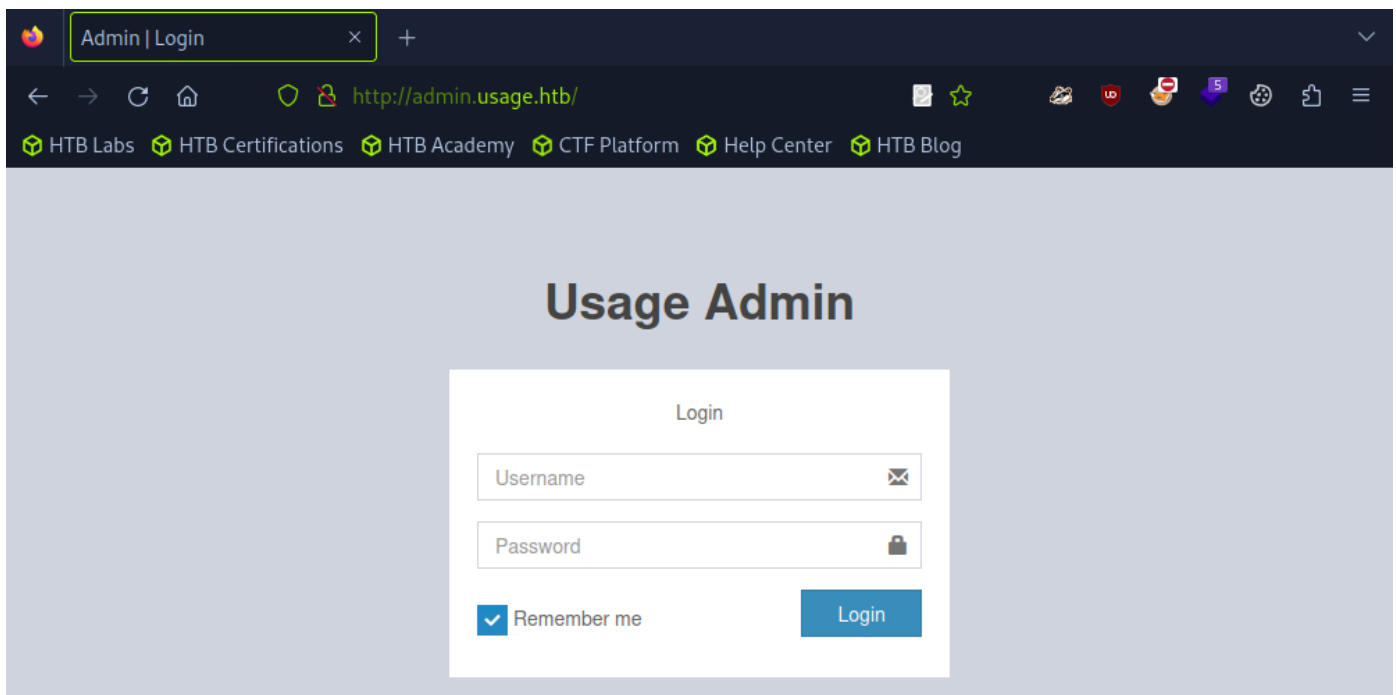 Admin | Login
http://admin.usage.htb/
5
HTB Labs HTB Certifications HTB Academy CTF Platform Help Center HTB Blog
Usage Admin
Login
Username
Password
Remember me Login